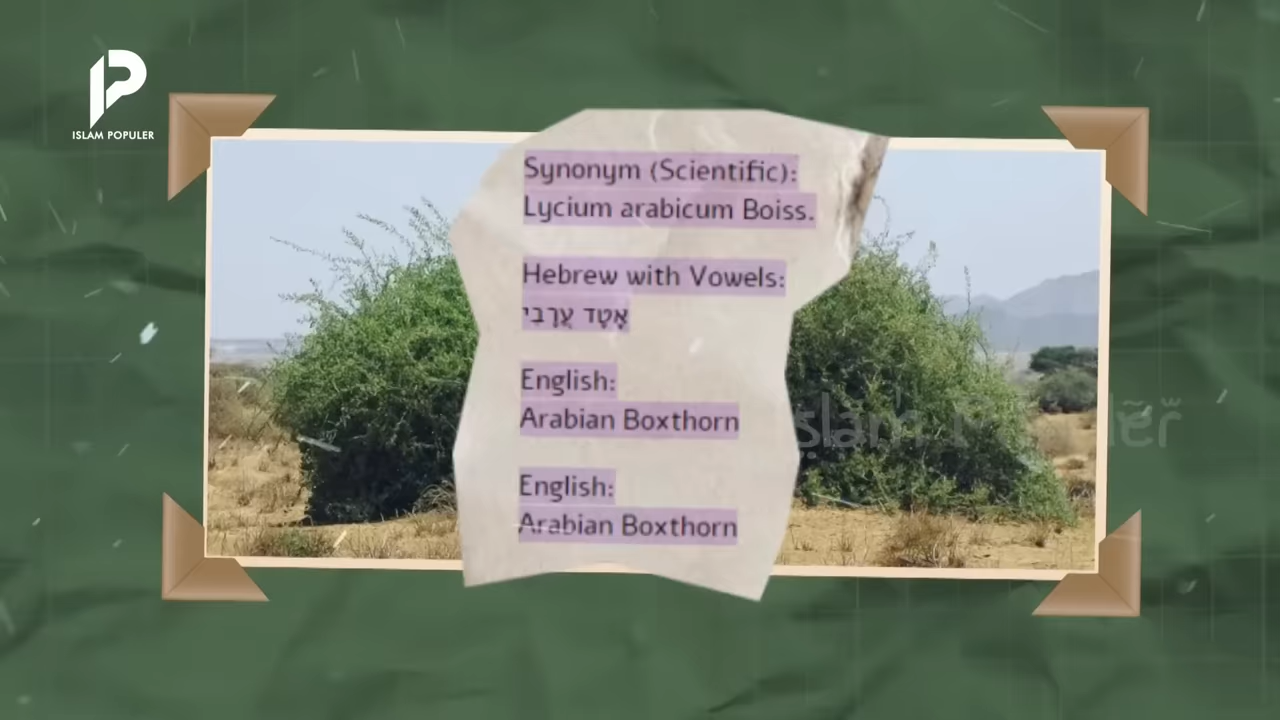 ISLAM POPULER
Synonym (Scientific):
Lycium arabicum Boiss.
Hebrew with Vowels:
אָטָד עֲרָבִי
English:
Arabian Boxthorn
English:
Arabian Boxthorn